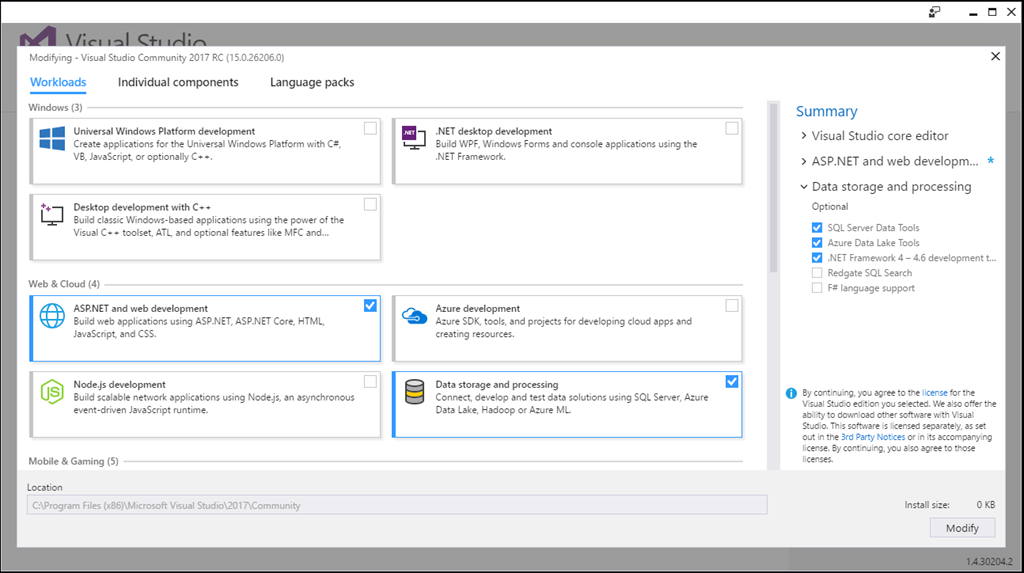 Visual Studio
Modifying - Visual Studio Community 2017 RC (15.0.26206.0)
Workloads
Individual components
Language packs
Windows (3)
Universal Windows Platform development
Create applications for the Universal Windows Platform with C#,
VB, JavaScript, or optionally C++.
.NET
.NET desktop development
Build WPF, Windows Forms and console applications using the
.NET Framework.
Desktop development with C++
Build classic Windows-based applications using the power of the
Visual C++ toolset, ATL, and optional features like MFC and...
Web & Cloud (4)
ASP.NET and web development
Build web applications using ASP.NET, ASP.NET Core, HTML,
JavaScript, and CSS.
Azure development
Azure SDK, tools, and projects for developing cloud apps and
creating resources.
JS
Node.js development
Build scalable network applications using Node.js, an asynchronous
event-driven JavaScript runtime.
Data storage and processing
Connect, develop and test data solutions using SQL Server, Azure
Data Lake, Hadoop or Azure ML.
Mobile & Gaming (5)
Summary
Visual Studio core editor
ASP.NET and web developm... *
Data storage and processing
Optional
SQL Server Data Tools
Azure Data Lake Tools
.NET Framework 4 – 4.6 development t...
Redgate SQL Search
F# language support
By continuing, you agree to the license for the
Visual Studio edition you selected. We also offer the
ability to download other software with Visual
Studio. This software is licensed separately, as set
out in the 3rd Party Notices or in its accompanying
license. By continuing, you also agree to those
licenses.
Location
C:\Program Files (x86)\Microsoft Visual Studio\2017\Community
Install size: 0 KB
Modify
1.4.30204.2